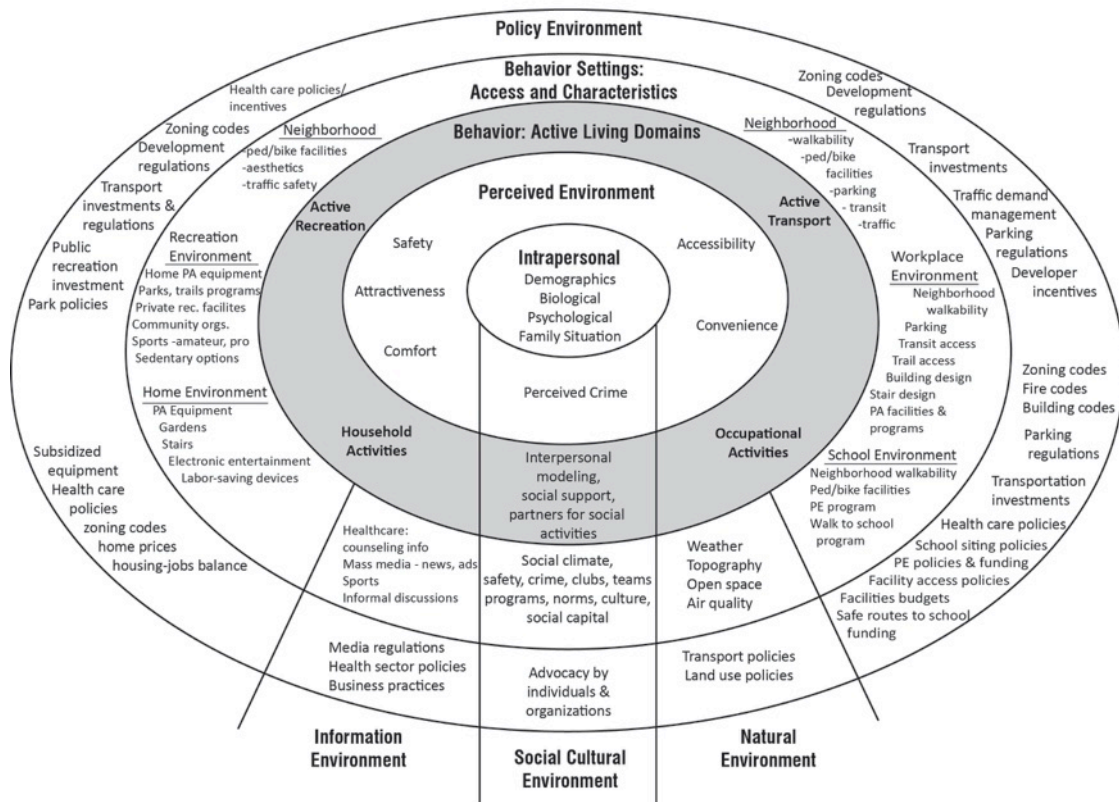 Policy Environment
Behavior Settings:
Access and Characteristics
Behavior: Active Living Domains
Perceived Environment
Intrapersonal
Demographics
Biological
Psychological
Family Situation
Safety
Attractiveness
Comfort
Accessibility
Convenience
Perceived Crime
Active
Recreation
Active
Transport
Household
Activities
Occupational
Activities
Interpersonal
modeling,
social support,
partners for social
activities
Health care policies/
incentives
Zoning codes
Development
regulations
Transport
investments &
regulations
Public
recreation
investment
Park policies
Subsidized
equipment
Health care
policies
zoning codes
home prices
housing-jobs balance
Neighborhood
-ped/bike facilities
-aesthetics
-traffic safety
Recreation
Environment
Home PA equipment
Parks, trails programs
Private rec. facilites
Community orgs.
Sports -amateur, pro
Sedentary options
Home Environment
PA Equipment
Gardens
Stairs
Electronic entertainment
Labor-saving devices
Neighborhood
-walkability
-ped/bike
facilities
-parking
- transit
-traffic
Workplace
Environment
Neighborhood
walkability
Parking
Transit access
Trail access
Building design
Stair design
PA facilities &
programs
School Environment
Neighborhood walkability
Ped/bike facilities
PE program
Walk to school
program
Zoning codes
Development
regulations
Transport
investments
Traffic demand
management
Parking
regulations
Developer
incentives
Zoning codes
Fire codes
Building codes
Parking
regulations
Transportation
investments
Health care policies
School siting policies
PE policies & funding
Facility access policies
Facilities budgets
Safe routes to school
funding
Healthcare:
counseling info
Mass media - news, ads
Sports
Informal discussions
Social climate,
safety, crime, clubs, teams
programs, norms, culture,
social capital
Weather
Topography
Open space
Air quality
Media regulations
Health sector policies
Business practices
Advocacy by
individuals &
organizations
Transport policies
Land use policies
Information
Environment
Social Cultural
Environment
Natural
Environment